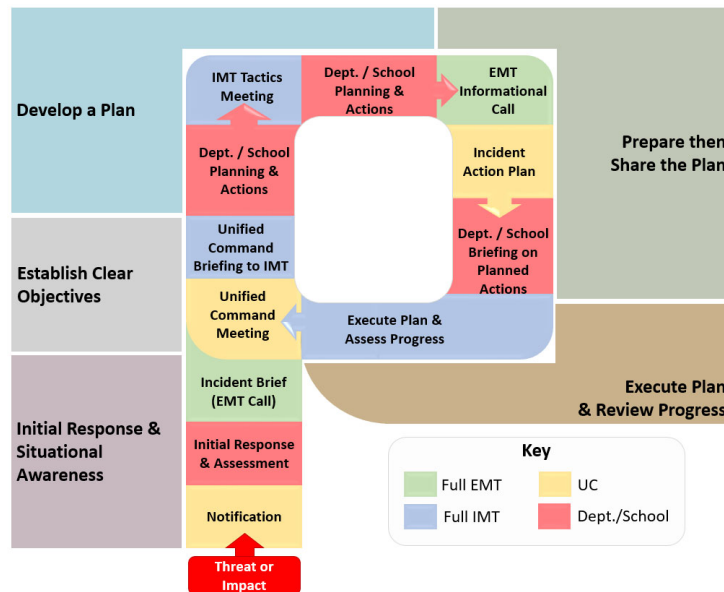 IMT Tactics
Meeting
Dept. / School
Planning &
Actions
EMT
Informational
Call
Develop a Plan
Prepare then
Share the Plan
Dept. / School
Planning &
Actions
Incident
Action Plan
Unified
Command
Briefing to IMT
Dept. / School
Briefing on
Planned
Actions
Establish Clear
Objectives
Unified
Command
Meeting
Execute Plan &
Assess Progress
Incident Brief
(EMT Call)
Execute Plan
& Review Progress
Initial Response &
Situational
Awareness
Initial Response
& Assessment
Notification
Threat or
Impact
Key
Full EMT
UC
Full IMT
Dept./School